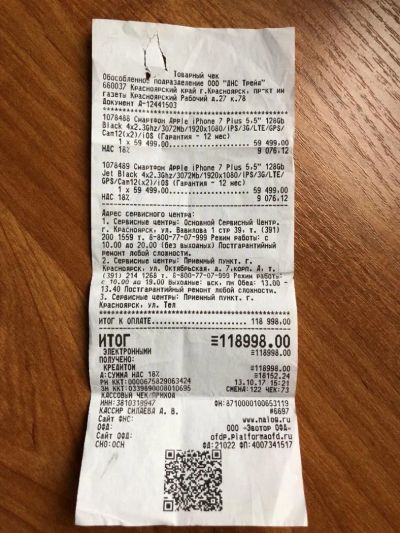 Товарный чек
Обособленное подразделение ООО "ДНС Трейд"
660037 Красноярский край г.Красноярск, пр-кт им
газеты Красноярский Рабочий д.27 к.78
Документ А-12441503
1078488 Смартфон Apple iPhone 7 Plus 5.5" 128Gb
Black 4x2.3Ghz/3072Mb/1920x1080/IPS/3G/LTE/GPS/
Cam12(x2)/iOS (Гарантия - 12 мес)
1 x 59 499.00 59 499.00
НДС 18% 9 076.12
1078489 Смартфон Apple iPhone 7 Plus 5.5" 128Gb
Jet Black 4x2.3Ghz/3072Mb/1920x1080/IPS/3G/LTE/
GPS/Cam12(x2)/iOS (Гарантия - 12 мес)
1 x 59 499.00 59 499.00
НДС 18% 9 076.12
Адрес сервисного центра:
1. Сервисные центры: Основной Сервисный Центр.
г. Красноярск, ул. Вавилова 1 стр 39, т. (391)
200 1559 т. 8-800-77-07-999 Режим работы: с
10.00 до 20.00 (без выходных) Постгарантийный
ремонт любой сложности.
2. Сервисные центры: Приемный пункт. г.
Красноярск, ул. Октябрьская, д. 7,корп. А, т.
(391) 214 1268 т. 8-800-77-07-999 Режим работы:
с 10.00 до 19.00 Выходные: вск, пн Обед: 13.00 -
13.40 Постгарантийный ремонт любой сложности.
3. Сервисные центры: Приемный пункт. г.
Красноярск, ул. Тел
ИТОГ К ОПЛАТЕ 118 998.00
ИТОГ ≡118998.00
ЭЛЕКТРОННЫМИ ≡118998.00
ПОЛУЧЕНО:
КРЕДИТОМ ≡118998.00
А:СУММА НДС 18% ≡18152.24
РН ККТ:0000675829063424 13.10.17 15:21
ЗН ККТ:0339890008010695 СМЕНА:122 ЧЕК:73
КАССОВЫЙ ЧЕК/ПРИХОД
ИНН:3810318947 ФН:8710000100653119
КАССИР СИЛАЕВА А. В. #6697
Сайт ФНС: www.nalog.ru
ОФД: ООО «Эвотор ОФД»
Сайт ОФД: ofdp.platformaofd.ru
СНО:ОСН ФД:21022 ФП:4007341517